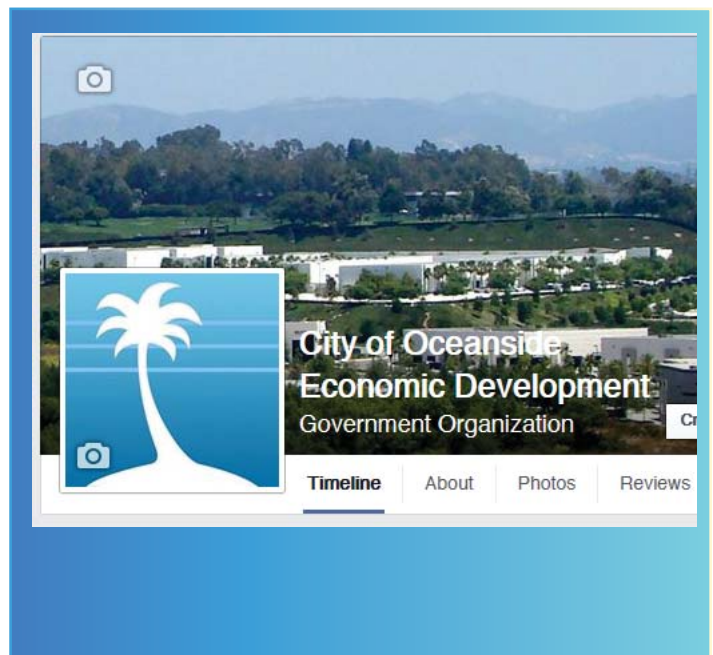 City of Oceanside
Economic Development
Government Organization
Timeline About Photos Reviews